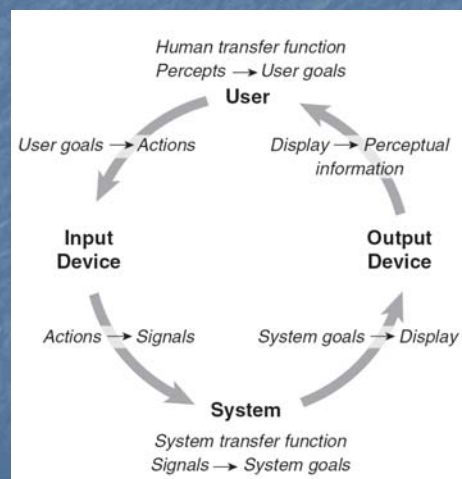 Human transfer function
Percepts → User goals
User
User goals → Actions
Display → Perceptual
information
Input
Device
Output
Device
Actions → Signals
System goals → Display
System
System transfer function
Signals → System goals